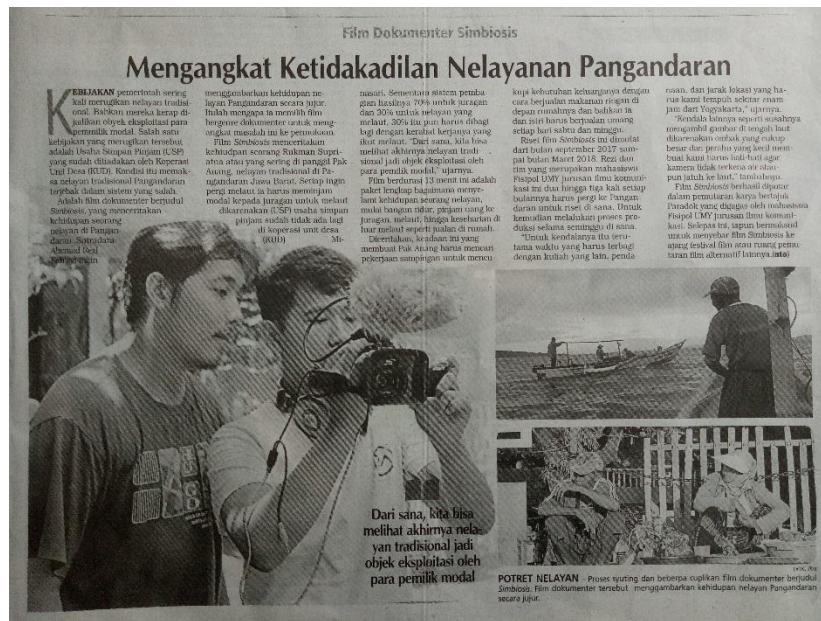 Film Dokumenter Simbiosis
Mengangkat Ketidakadilan Nelayanan Pangandaran
KEBIJAKAN pemerintah sering
kali merugikan nelayan tradisi-
onal. Bahkan mereka kerap di-
jadikan objek eksploitasi para
pemilik modal. Salah satu
kebijakan yang merugikan tersebut
adalah Usaha Simpan Pinjam (USP)
yang sudah ditiadakan oleh Koperasi
Unit Desa (KUD). Kondisi itu memak-
sa nelayan tradisional Pangandaran
terjebak dalam sistem yang salah.
Adalah film dokumenter berjudul
Simbiosis, yang menceritakan
kehidupan seorang
nelayan di Pangan-
daran. Sutradara
Ahmad Rezi
menggambarkan kehidupan ne-
layan Pangandaran secara jujur.
Itulah mengapa ia memilih film
bergenre dokumenter untuk meng-
angkat masalah ini ke permukaan.
Film Simbiosis menceritakan
kehidupan seorang Rukman Supri-
atna atau yang sering di panggil Pak
Anang, nelayan tradisional di Pa-
ngandaran Jawa Barat. Setiap ingin
pergi melaut ia harus meminjam
modal kepada juragan untuk melaut
dikarenakan (USP) usaha simpan
pinjam sudah tidak ada lagi
di koperasi unit desa
(KUD) Mi-
nasari. Sementara sistem pemba-
gian hasilnya 70% untuk juragan
dan 30% untuk nelayan yang
melaut. 30% itu pun harus dibagi
lagi dengan kerabat kerjanya yang
ikut melaut. "Dari sana, kita bisa
melihat akhirnya nelayan tradi-
sional jadi objek eksploitasi oleh
para pemilik modal," ujarnya.
Film berdurasi 13 menit ini adalah
paket lengkap bagaimana menye-
lami kehidupan seorang nelayan,
mulai bangun tidur, pinjam uang ke
juragan, melaut, hingga keseharian di
luar melaut seperti jualan di rumah.
Diceritakan, keadaan ini yang
membuat Pak Anang harus mencari
pekerjaan sampingan untuk mencu-
kupi kebutuhan keluarganya dengan
cara berjualan makanan ringan di
depan rumahnya dan bahkan ia
dan istri harus berjualan umang
setiap hari sabtu dan minggu.
Riset film Simbiosis ini dimulai
dari bulan september 2017 sam-
pai bulan Maret 2018. Rezi dan
tim yang merupakan mahasiswa
Fisipol UMY jurusan ilmu komuni-
kasi ini dua hingga tiga kali setiap
bulannya harus pergi ke Pangan-
daran untuk riset di sana. Untuk
kemudian melalukan proses pro-
duksi selama seminggu di sana.
"Untuk kendalanya itu teru-
tama waktu yang harus terbagi
dengan kuliah yang lain, penda
naan, dan jarak lokasi yang ha-
rus kami tempuh sekitar enam
jam dari Yogyakarta," ujarnya.
"Kendala lainnya seperti susahnya
mengambil gambar di tengah laut
dikarenakan ombak yang cukup
besar dan perahu yang kecil mem-
buat kami harus hati-hati agar
kamera tidak terkena air atau-
pun jatuh ke laut," tambahnya.
Film Simbiosis berhasil diputar
dalam pemutaran karya bertajuk
Paradok yang digagas oleh mahasiswa
Fisipol UMY jurusan Ilmu komuni-
kasi. Selepas ini, iapun bermaksud
untuk menyebar film Simbiosis ke
ajang festival film atau ruang pemu-
taran film alternatif lainnya.(nto)
Dari sana, kita bisa
melihat akhirnya nela-
yan tradisional jadi
objek eksploitasi oleh
para pemilik modal
POTRET NELAYAN - Proses syuting dan beberpa cuplikan film dokumenter berjudul
Simbiosis. Film dokumenter tersebut menggambarkan kehidupan nelayan Pangandaran
secara jujur.